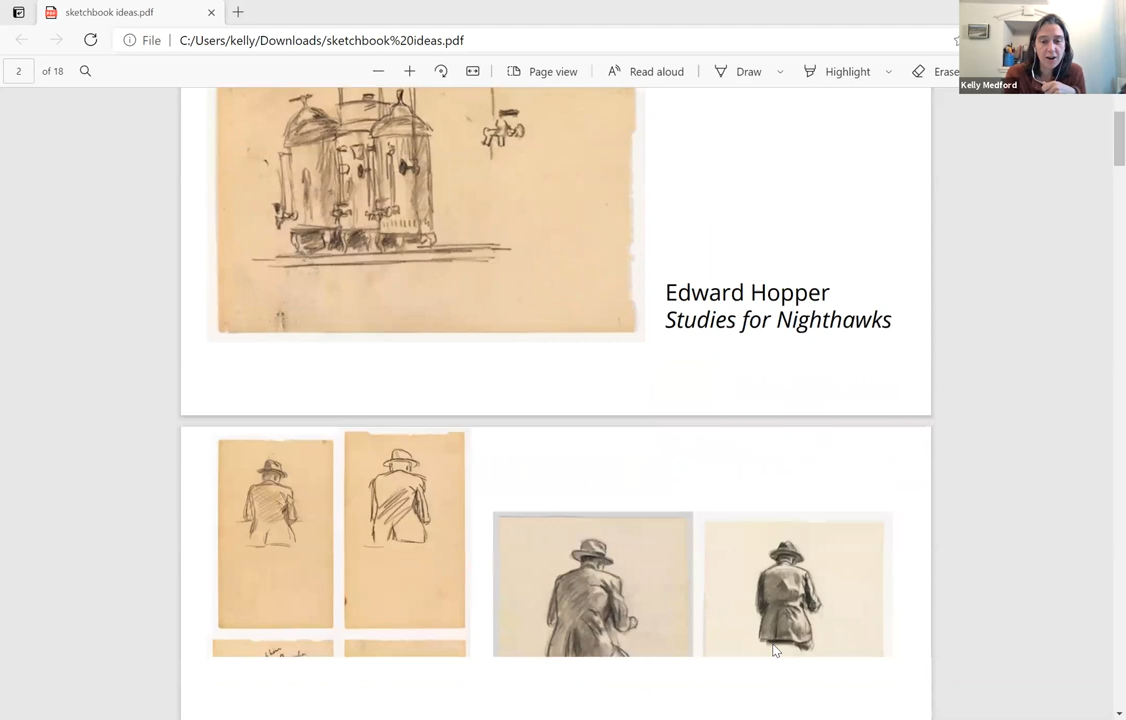 sketchbook ideas.pdf
File C:/Users/kelly/Downloads/sketchbook%20ideas.pdf
2 of 18 Page view Read aloud Draw Highlight Erase
Kelly Medford
Edward Hopper
Studies for Nighthawks